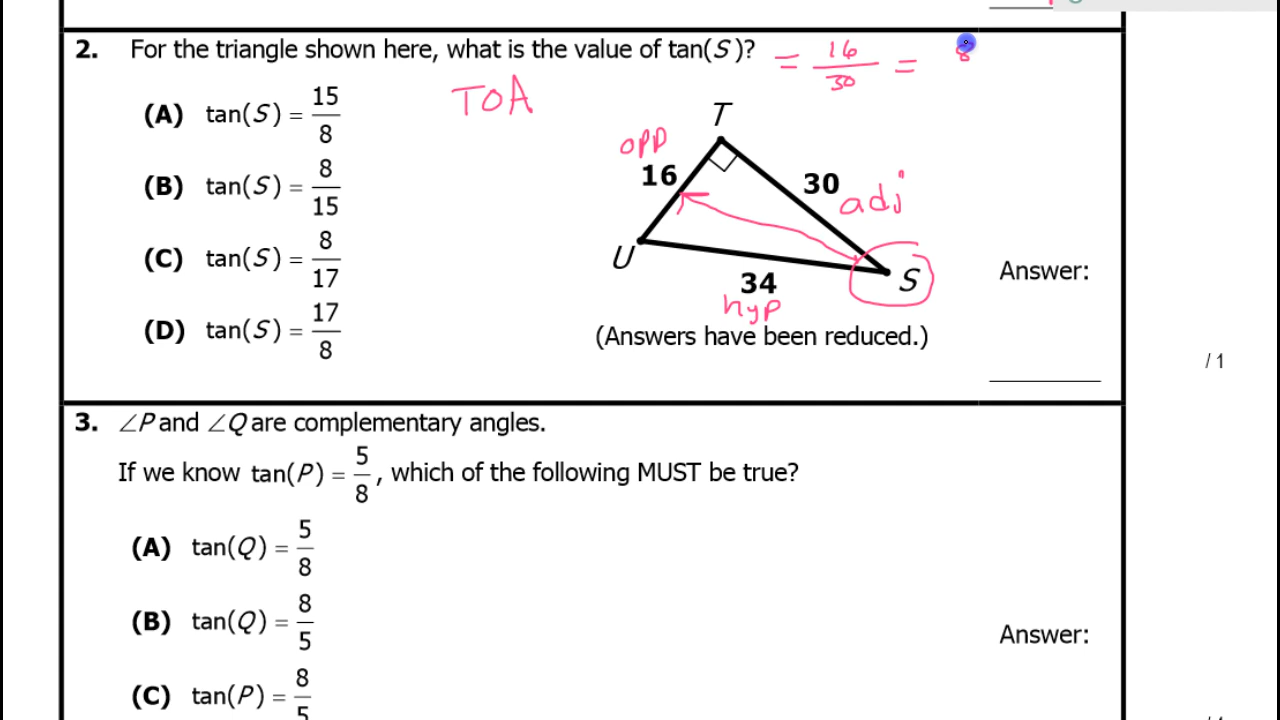 2. For the triangle shown here, what is the value of tan(S)? = 16/30 = 8
TOA
(A) tan(S) = 15/8
(B) tan(S) = 8/15
(C) tan(S) = 8/17
(D) tan(S) = 17/8
T
opp
16
30
adj
U
S
34
hyp
(Answers have been reduced.)
Answer:
/ 1
3. ∠P and ∠Q are complementary angles.
If we know tan(P) = 5/8, which of the following MUST be true?
(A) tan(Q) = 5/8
(B) tan(Q) = 8/5
(C) tan(P) = 8/5
Answer: